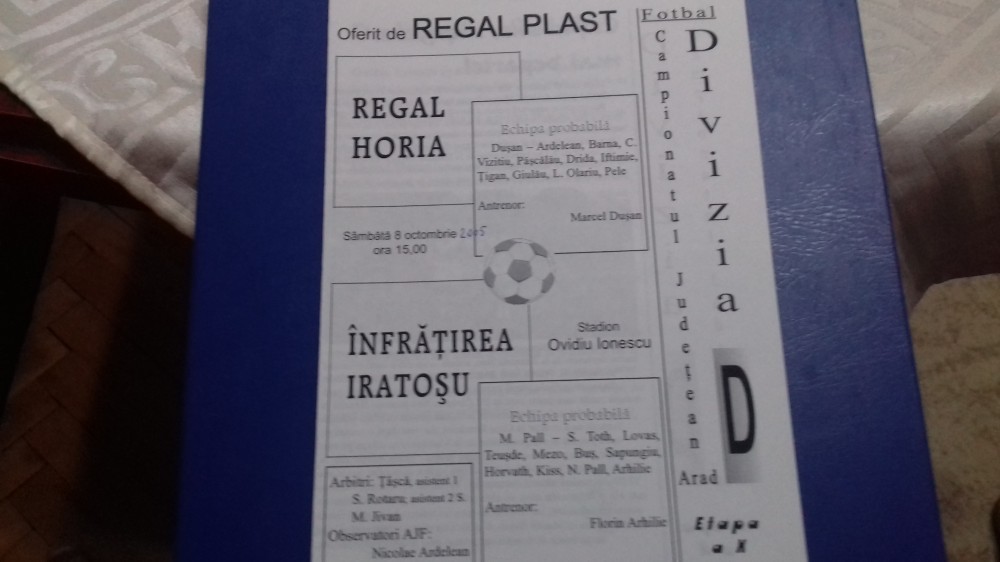 Oferit de REGAL PLAST
REGAL
HORIA
Echipa probabilă
Dușan – Ardelean, Barna, C.
Vizitiu, Pășcălău, Drida, Iftimie,
Țigan, Giulău, L. Olariu, Pele
Antrenor:
Marcel Dușan
Sâmbătă 8 octombrie 2005
ora 15,00
ÎNFRĂȚIREA
IRATOȘU
Stadion
Ovidiu Ionescu
Echipa probabilă
M. Pall – S. Toth, Lovas,
Teușde, Mezo, Buș, Sapungiu,
Horvath, Kiss, N. Pall, Arhilie
Antrenor:
Florin Arhilie
Arbitri: Țâșcă, asistent 1
S. Rotaru, asistent 2 S.
M. Jivan
Observatori AJF:
Nicolae Ardelean
Fotbal
Campionatul Județean
Arad
Divizia
D
Etapa
a X